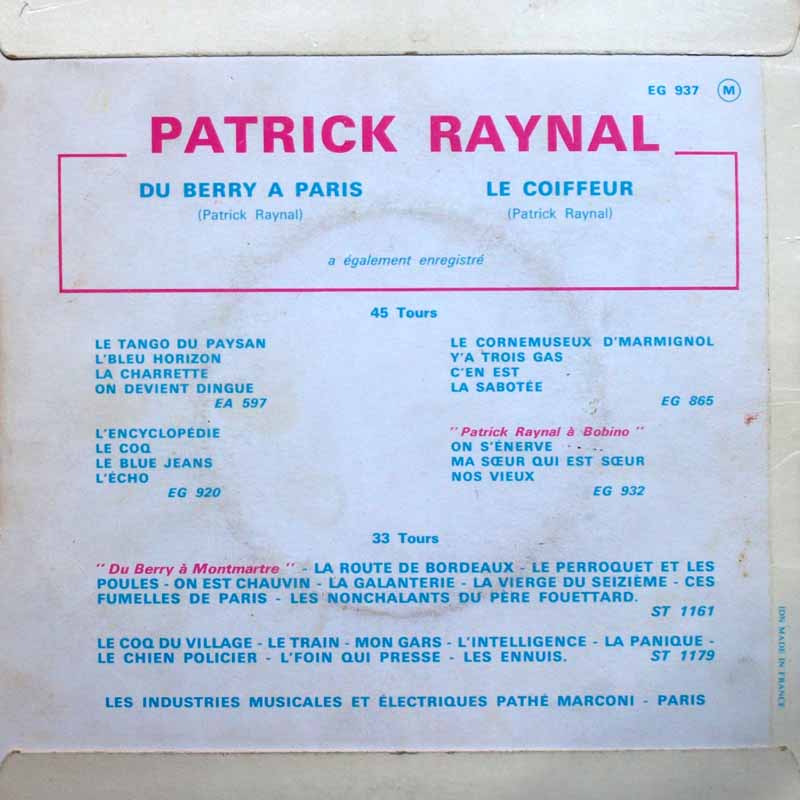 EG 937 M
PATRICK RAYNAL
DU BERRY A PARIS
(Patrick Raynal)
LE COIFFEUR
(Patrick Raynal)
a également enregistré
45 Tours
LE TANGO DU PAYSAN
L'BLEU HORIZON
LA CHARRETTE
ON DEVIENT DINGUE
EA 597
LE CORNEMUSEUX D'MARMIGNOL
Y'A TROIS GAS
C'EN EST
LA SABOTÉE
EG 865
L'ENCYCLOPÉDIE
LE COQ
LE BLUE JEANS
L'ÉCHO
EG 920
"Patrick Raynal à Bobino"
ON S'ÉNERVE
MA SŒUR QUI EST SŒUR
NOS VIEUX
EG 932
33 Tours
"Du Berry à Montmartre" - LA ROUTE DE BORDEAUX - LE PERROQUET ET LES
POULES - ON EST CHAUVIN - LA GALANTERIE - LA VIERGE DU SEIZIÈME - CES
FUMELLES DE PARIS - LES NONCHALANTS DU PÈRE FOUETTARD.
ST 1161
LE COQ DU VILLAGE - LE TRAIN - MON GARS - L'INTELLIGENCE - LA PANIQUE -
LE CHIEN POLICIER - L'FOIN QUI PRESSE - LES ENNUIS. ST 1179
LES INDUSTRIES MUSICALES ET ÉLECTRIQUES PATHÉ MARCONI - PARIS
IDN MADE IN FRANCE